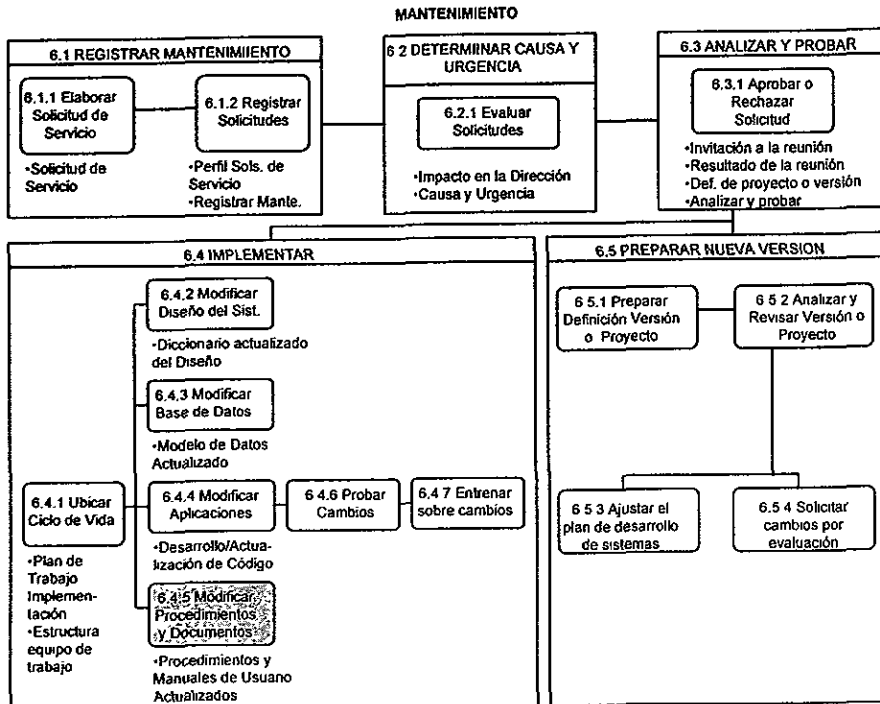 MANTENIMIENTO
6.1 REGISTRAR MANTENIMIIENTO
6.1.1 Elaborar
Solicitud de
Servicio
•Solicitud de
Servicio
6.1.2 Registrar
Solicitudes
•Perfil Sols. de
Servicio
•Registrar Mante.
6 2 DETERMINAR CAUSA Y
URGENCIA
6.2.1 Evaluar
Solicitudes
•Impacto en la Dirección
•Causa y Urgencia
6.3 ANALIZAR Y PROBAR
6.3.1 Aprobar o
Rechazar
Solicitud
•Invitación a la reunión
•Resultado de la reunión
•Def. de proyecto o versión
•Analizar y probar
6.4 IMPLEMENTAR
6.4.1 Ubicar
Ciclo de Vida
•Plan de
Trabajo
Implemen-
tación
•Estructura
equipo de
trabajo
6.4.2 Modificar
Diseño del Sist.
•Diccionario actualizado
del Diseño
6.4.3 Modificar
Base de Datos
•Modelo de Datos
Actualizado
6.4.4 Modificar
Aplicaciones
•Desarrollo/Actua-
lización de Código
6.4.5 Modificar
Procedimientos
y Documentos
•Procedimientos y
Manuales de Usuano
Actualizados
6.4.6 Probar
Cambios
6.4 7 Entrenar
sobre cambios
6.5 PREPARAR NUEVA VERSION
6 5.1 Preparar
Definición Versión
o Proyecto
6 5 2 Analizar y
Revisar Versión o
Proyecto
6 5 3 Ajustar el
plan de desarrollo
de sistemas
6.5 4 Solicitar
cambios por
evaluación